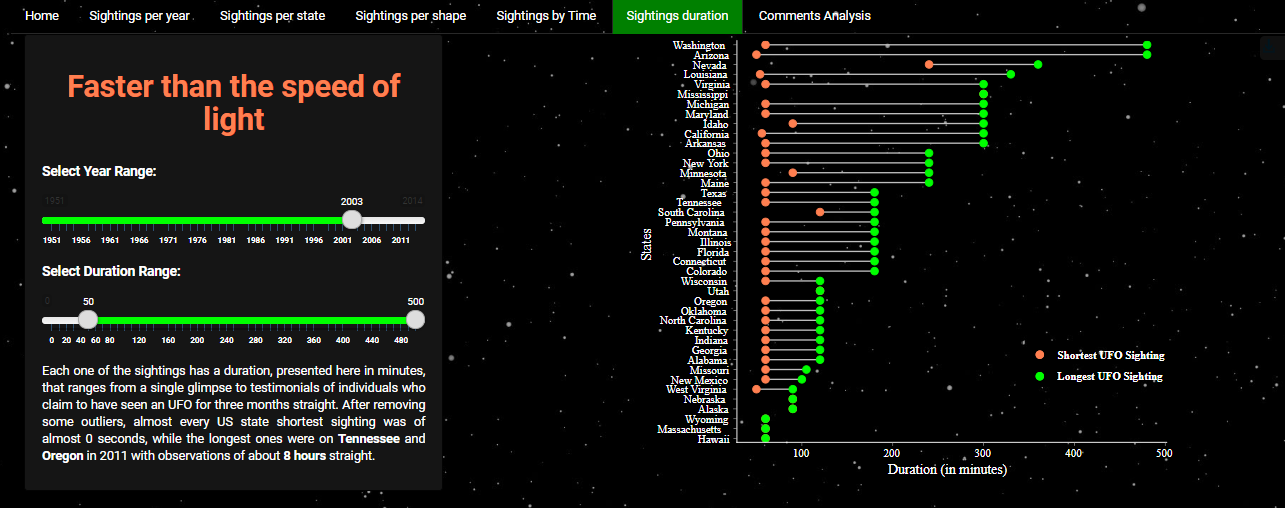 Home Sightings per year Sightings per state Sightings per shape Sightings by Time Sightings duration Comments Analysis
Faster than the speed of
light
Select Year Range:
1951 2003 2014
1951 1956 1961 1966 1971 1976 1981 1986 1991 1996 2001 2006 2011
Select Duration Range:
0 50 500
0 20 40 60 80 120 160 200 240 280 320 360 400 440 480
Each one of the sightings has a duration, presented here in minutes,
that ranges from a single glimpse to testimonials of individuals who
claim to have seen an UFO for three months straight. After removing
some outliers, almost every US state shortest sighting was of
almost 0 seconds, while the longest ones were on Tennessee and
Oregon in 2011 with observations of about 8 hours straight.
States
Washington
Arizona
Nevada
Louisiana
Virginia
Mississippi
Michigan
Maryland
Idaho
California
Arkansas
Ohio
New York
Minnesota
Maine
Texas
Tennessee
South Carolina
Pennsylvania
Montana
Illinois
Florida
Connecticut
Colorado
Wisconsin
Utah
Oregon
Oklahoma
North Carolina
Kentucky
Indiana
Georgia
Alabama
Missouri
New Mexico
West Virginia
Nebraska
Alaska
Wyoming
Massachusetts
Hawaii
100 200 300 400 500
Duration (in minutes)
Shortest UFO Sighting
Longest UFO Sighting